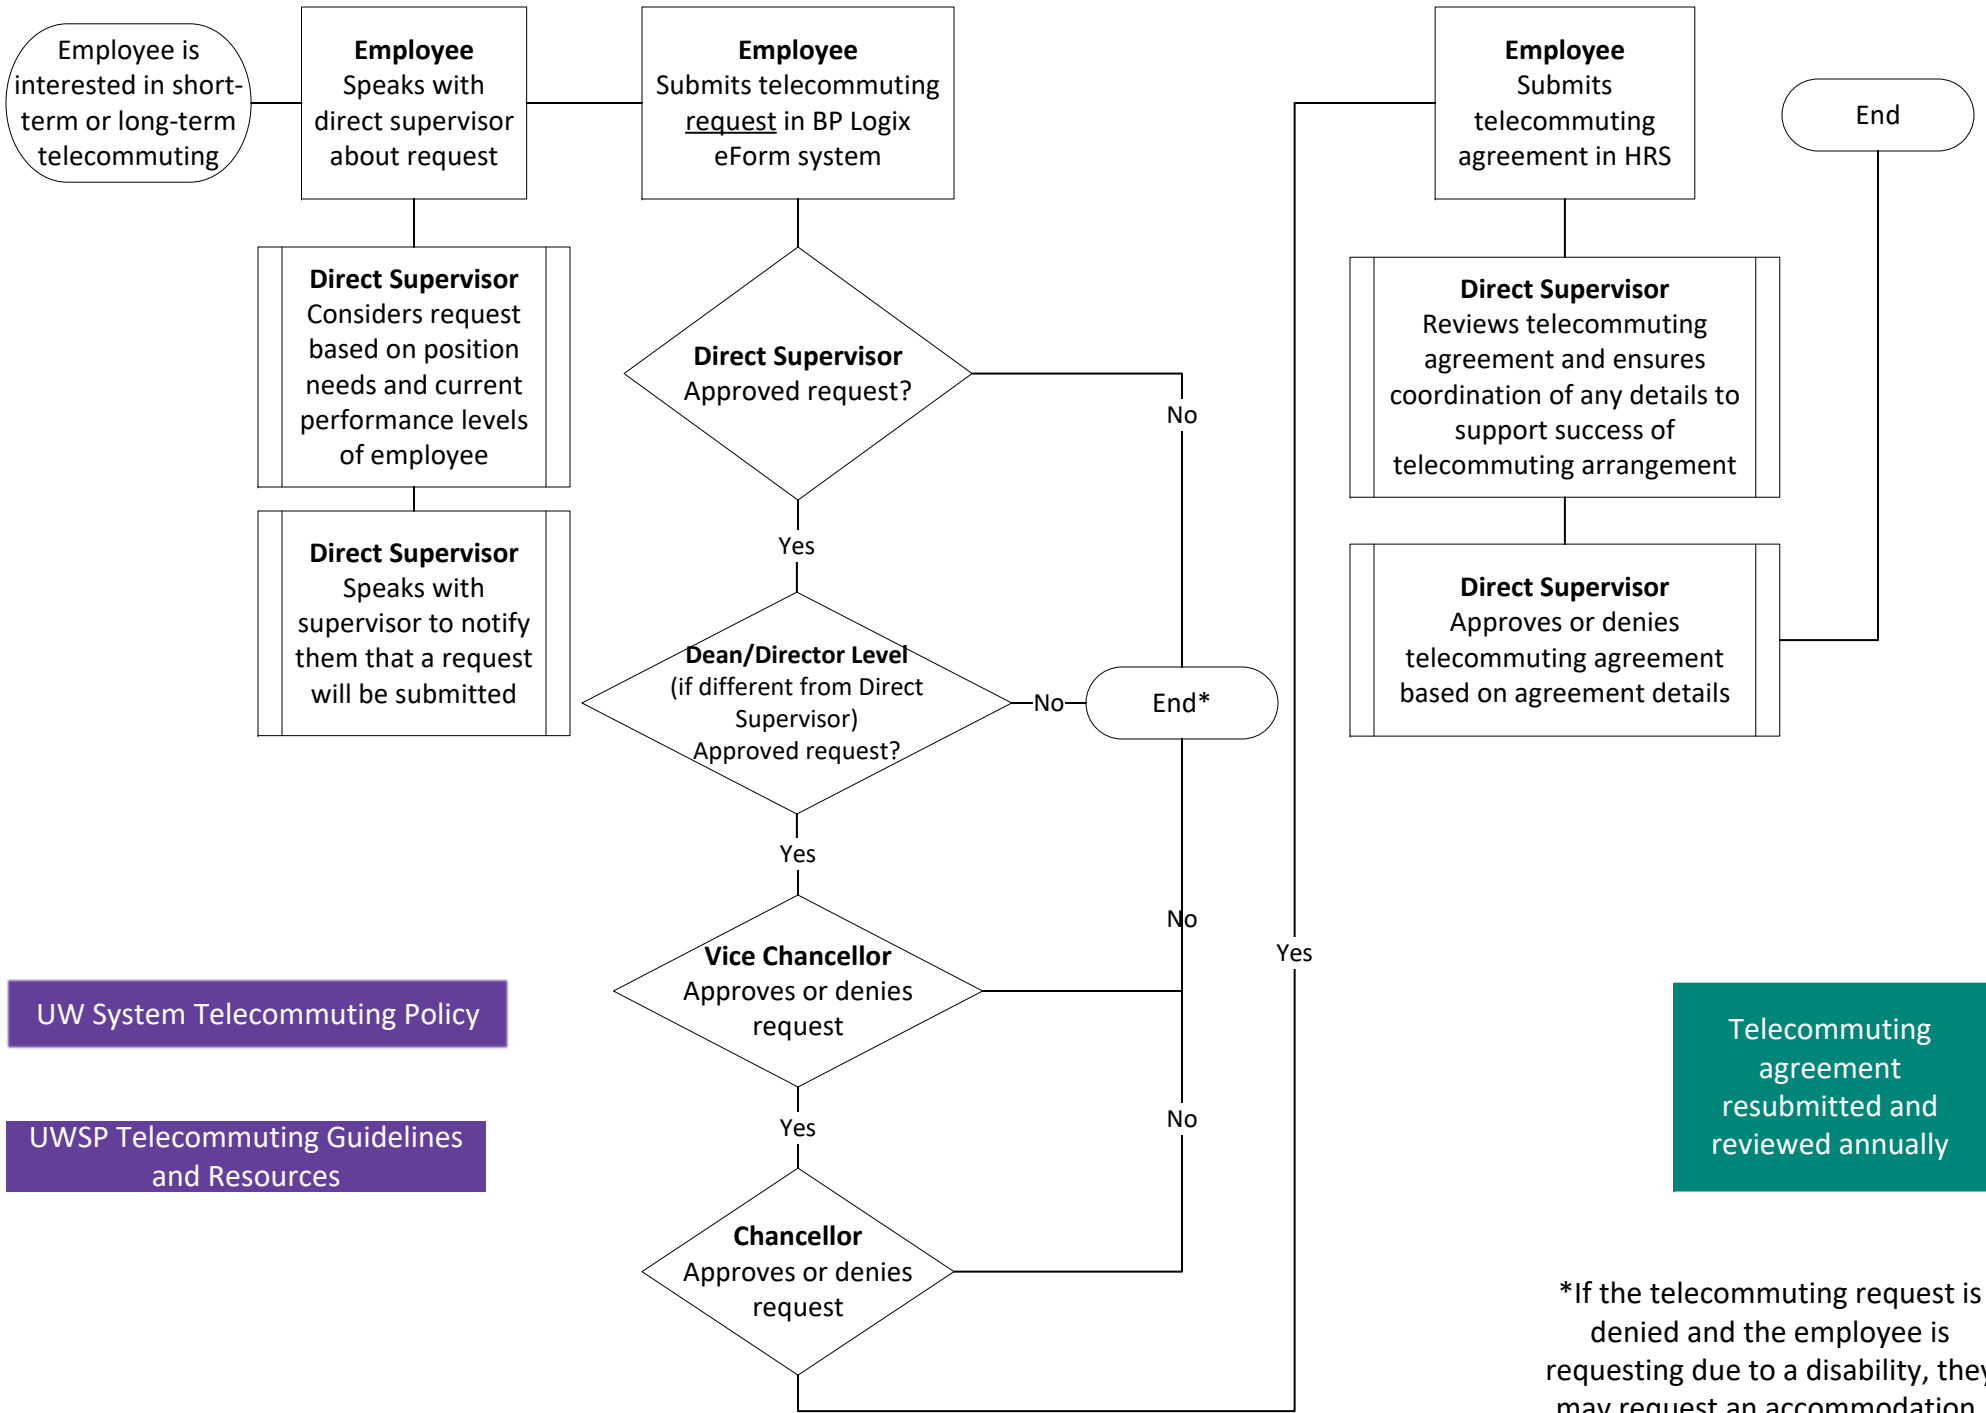 Employee is
interested in short-
term or long-term
telecommuting
Employee
Speaks with
direct supervisor
about request
Employee
Submits telecommuting
request in BP Logix
eForm system
Employee
Submits
telecommuting
agreement in HRS
End
Direct Supervisor
Considers request
based on position
needs and current
performance levels
of employee
Direct Supervisor
Speaks with
supervisor to notify
them that a request
will be submitted
Direct Supervisor
Approved request?
No
Yes
Dean/Director Level
(if different from Direct
Supervisor)
Approved request?
No
End*
Yes
Vice Chancellor
Approves or denies
request
No
Yes
Chancellor
Approves or denies
request
No
Yes
Direct Supervisor
Reviews telecommuting
agreement and ensures
coordination of any details to
support success of
telecommuting arrangement
Direct Supervisor
Approves or denies
telecommuting agreement
based on agreement details
UW System Telecommuting Policy
UWSP Telecommuting Guidelines
and Resources
Telecommuting
agreement
resubmitted and
reviewed annually
*If the telecommuting request is
denied and the employee is
requesting due to a disability, they
may request an accommodation